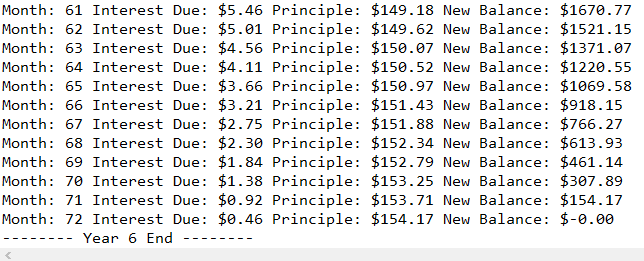 Month: 61 Interest Due: $5.46 Principle: $149.18 New Balance: $1670.77
Month: 62 Interest Due: $5.01 Principle: $149.62 New Balance: $1521.15
Month: 63 Interest Due: $4.56 Principle: $150.07 New Balance: $1371.07
Month: 64 Interest Due: $4.11 Principle: $150.52 New Balance: $1220.55
Month: 65 Interest Due: $3.66 Principle: $150.97 New Balance: $1069.58
Month: 66 Interest Due: $3.21 Principle: $151.43 New Balance: $918.15
Month: 67 Interest Due: $2.75 Principle: $151.88 New Balance: $766.27
Month: 68 Interest Due: $2.30 Principle: $152.34 New Balance: $613.93
Month: 69 Interest Due: $1.84 Principle: $152.79 New Balance: $461.14
Month: 70 Interest Due: $1.38 Principle: $153.25 New Balance: $307.89
Month: 71 Interest Due: $0.92 Principle: $153.71 New Balance: $154.17
Month: 72 Interest Due: $0.46 Principle: $154.17 New Balance: $-0.00
-------- Year 6 End --------